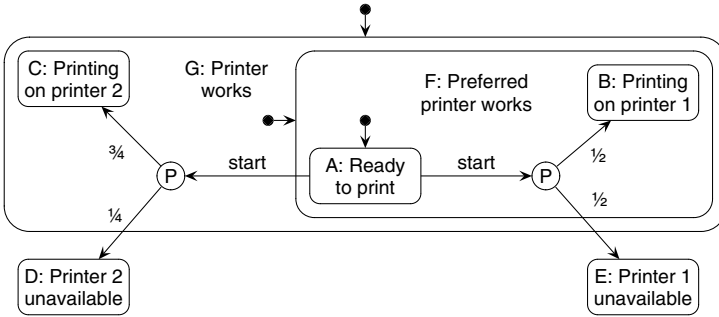 C: Printing
on printer 2
G: Printer
works
F: Preferred
printer works
B: Printing
on printer 1
¾
start
A: Ready
to print
start
½
P
P
¼
½
D: Printer 2
unavailable
E: Printer 1
unavailable